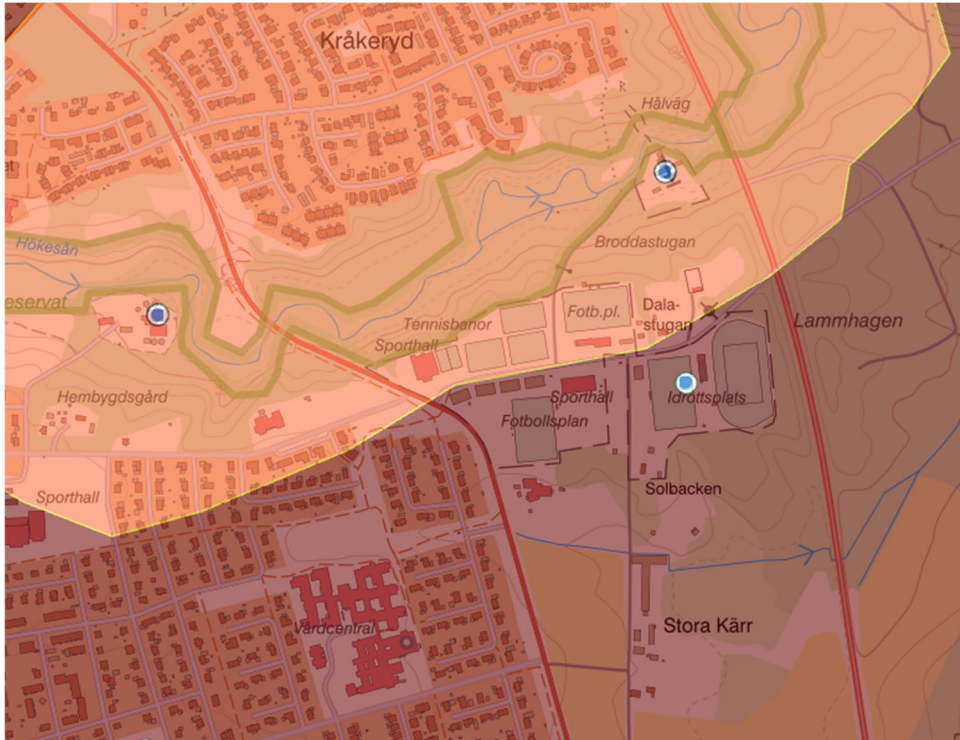 Kråkeryd
R
Hålväg
et
Hökesån
Broddastugan
eservat
Fotb.pl.
Dala-
stugan
Tennisbanor
Sporthall
Lammhagen
Hembygdsgård
Sporthall
Idrottsplats
Fotbollsplan
Sporthall
Solbacken
Vårdcentral
Stora Kärr